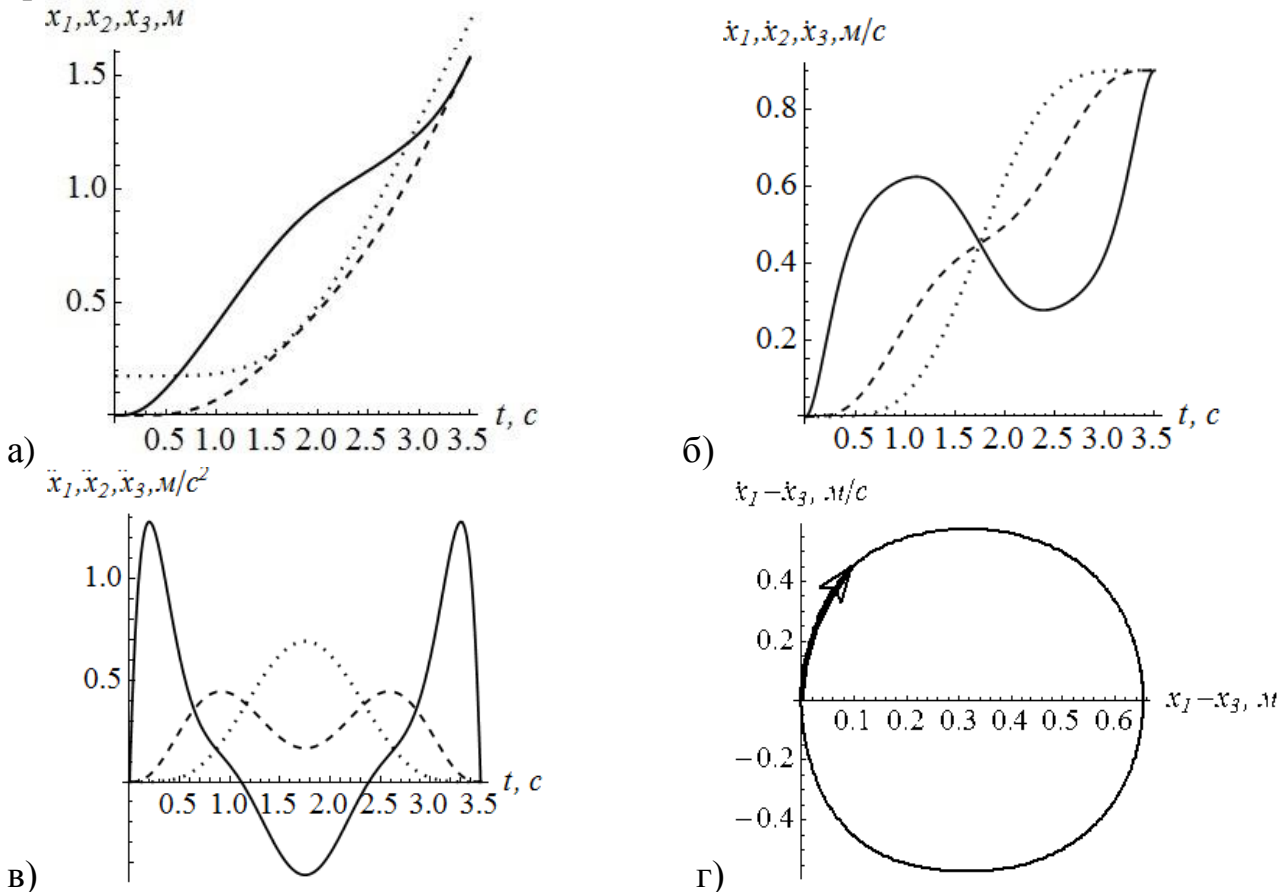 x₁,x₂,x₃,м
1.5
1.0
0.5
0.5 1.0 1.5 2.0 2.5 3.0 3.5
t, с
а)
ẋ₁,ẋ₂,ẋ₃,м/с
0.8
0.6
0.4
0.2
0.5 1.0 1.5 2.0 2.5 3.0 3.5
t, с
б)
ẍ₁,ẍ₂,ẍ₃,м/с²
1.0
0.5
0.5 1.0 1.5 2.0 2.5 3.0 3.5
t, с
в)
ẋ₁−ẋ₃, м/с
0.4
0.2
0.1 0.2 0.3 0.4 0.5 0.6
x₁−x₃, м
−0.2
−0.4
г)